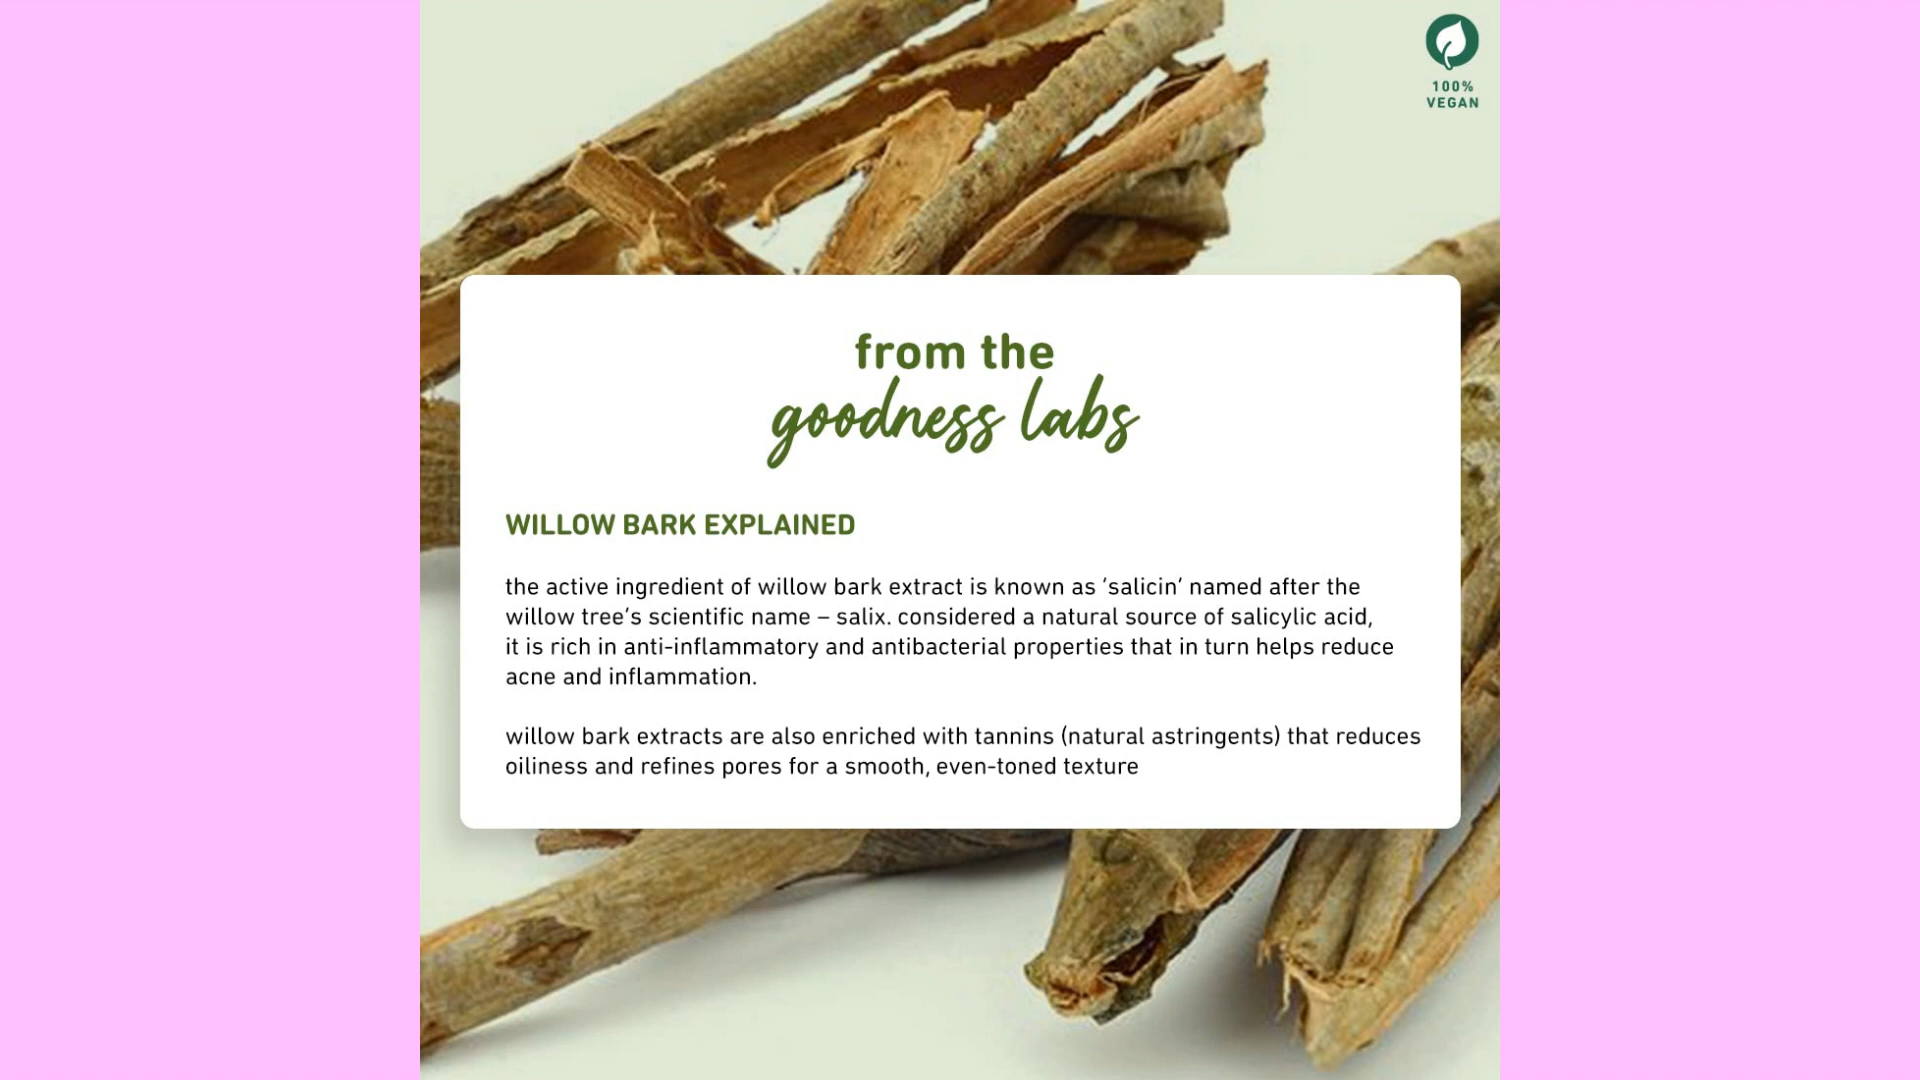 100%
VEGAN
from the
goodness labs
WILLOW BARK EXPLAINED
the active ingredient of willow bark extract is known as ‘salicin’ named after the
willow tree’s scientific name – salix. considered a natural source of salicylic acid,
it is rich in anti-inflammatory and antibacterial properties that in turn helps reduce
acne and inflammation.
willow bark extracts are also enriched with tannins (natural astringents) that reduces
oiliness and refines pores for a smooth, even-toned texture